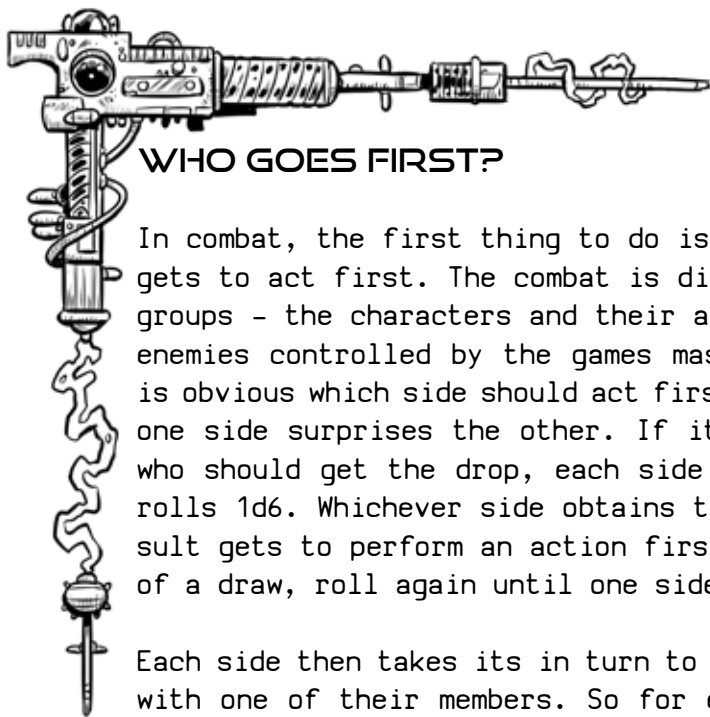 WHO GOES FIRST?
In combat, the first thing to do is
gets to act first. The combat is di
groups – the characters and their a
enemies controlled by the games mas
is obvious which side should act firs
one side surprises the other. If it
who should get the drop, each side
rolls 1d6. Whichever side obtains t
sult gets to perform an action firs
of a draw, roll again until one side
Each side then takes its in turn to
with one of their members. So for